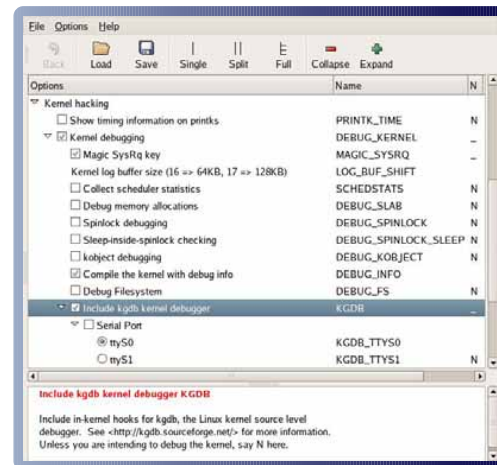 File Options Help
Back Load Save Single Split Full Collapse Expand
Options Name N
Kernel hacking
Show timing information on printks PRINTK_TIME N
Kernel debugging DEBUG_KERNEL _
Magic SysRq key MAGIC_SYSRQ _
Kernel log buffer size (16 => 64KB, 17 => 128KB) LOG_BUF_SHIFT
Collect scheduler statistics SCHEDSTATS N
Debug memory allocations DEBUG_SLAB N
Spinlock debugging DEBUG_SPINLOCK N
Sleep-inside-spinlock checking DEBUG_SPINLOCK_SLEEP N
kobject debugging DEBUG_KOBJECT N
Compile the kernel with debug info DEBUG_INFO
Debug Filesystem DEBUG_FS N
Include kgdb kernel debugger KGDB _
Serial Port
ttyS0 KGDB_TTYS0
ttyS1 KGDB_TTYS1 N
Include kgdb kernel debugger KGDB
Include in-kernel hooks for kgdb, the Linux kernel source level
debugger. See <http://kgdb.sourceforge.net/> for more information.
Unless you are intending to debug the kernel, say N here.